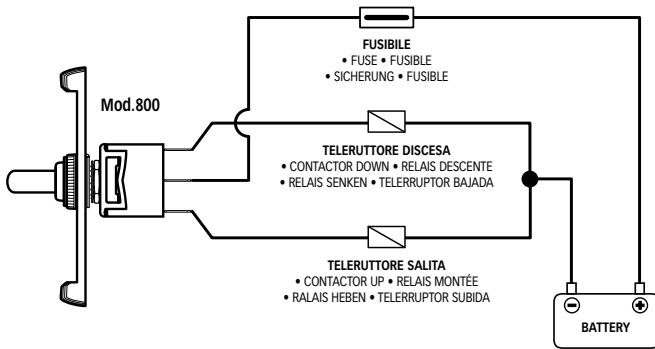 FUSIBILE
• FUSE • FUSIBLE
• SICHERUNG • FUSIBLE
Mod.800
TELERUTTORE DISCESA
• CONTACTOR DOWN • RELAIS DESCENTE
• RELAIS SENKEN • TELERRUPTOR BAJADA
TELERUTTORE SALITA
• CONTACTOR UP • RELAIS MONTÉE
• RALAIS HEBEN • TELERRUPTOR SUBIDA
BATTERY